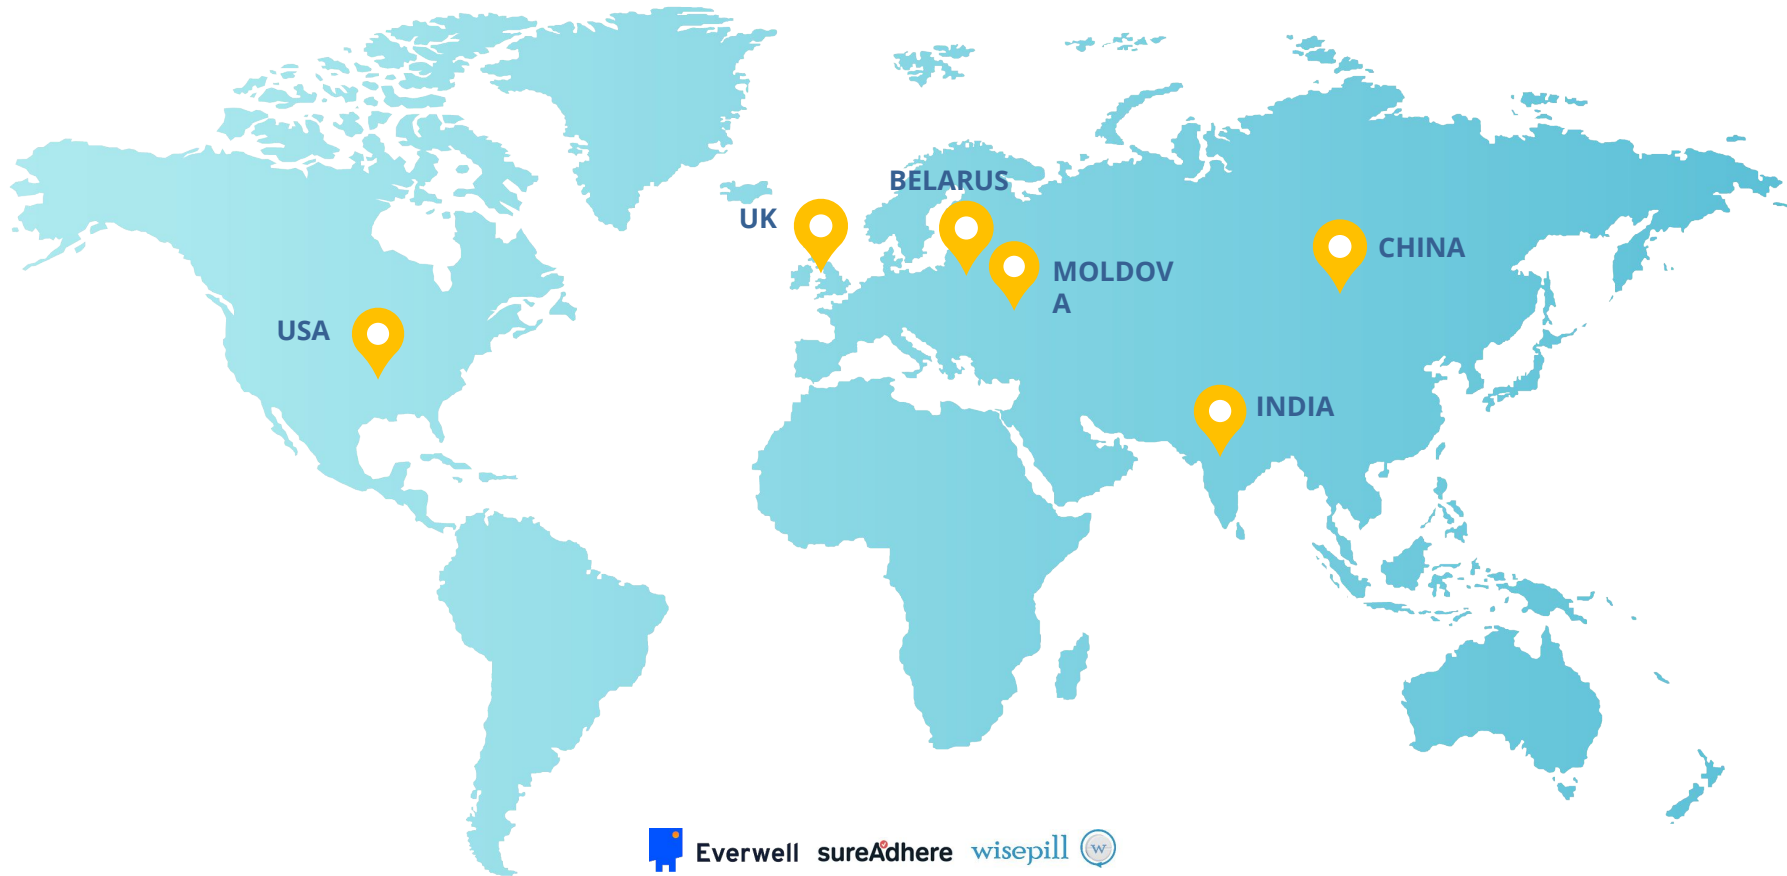 BELARUS
UK
CHINA
MOLDOV
A
USA
INDIA
Everwell
sureAdhere
wisepill
w